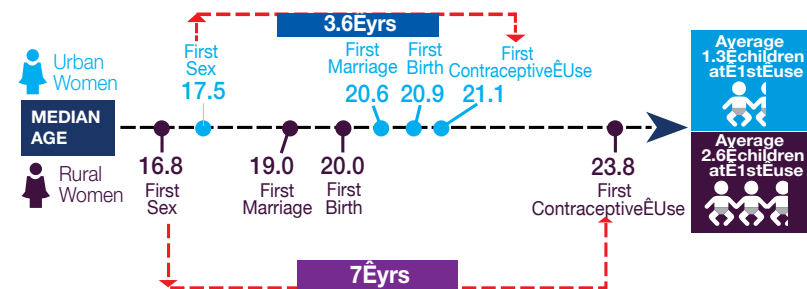 3.6Êyrs
Urban
Women
First
Sex
17.5
First
Marriage
20.6
First
Birth
20.9
First
ContraceptiveÊUse
21.1
Average
1.3Êchildren
atÊ1stÊuse
MEDIAN
AGE
Rural
Women
16.8
First
Sex
19.0
First
Marriage
20.0
First
Birth
23.8
First
ContraceptiveÊUse
Average
2.6Êchildren
atÊ1stÊuse
7Êyrs